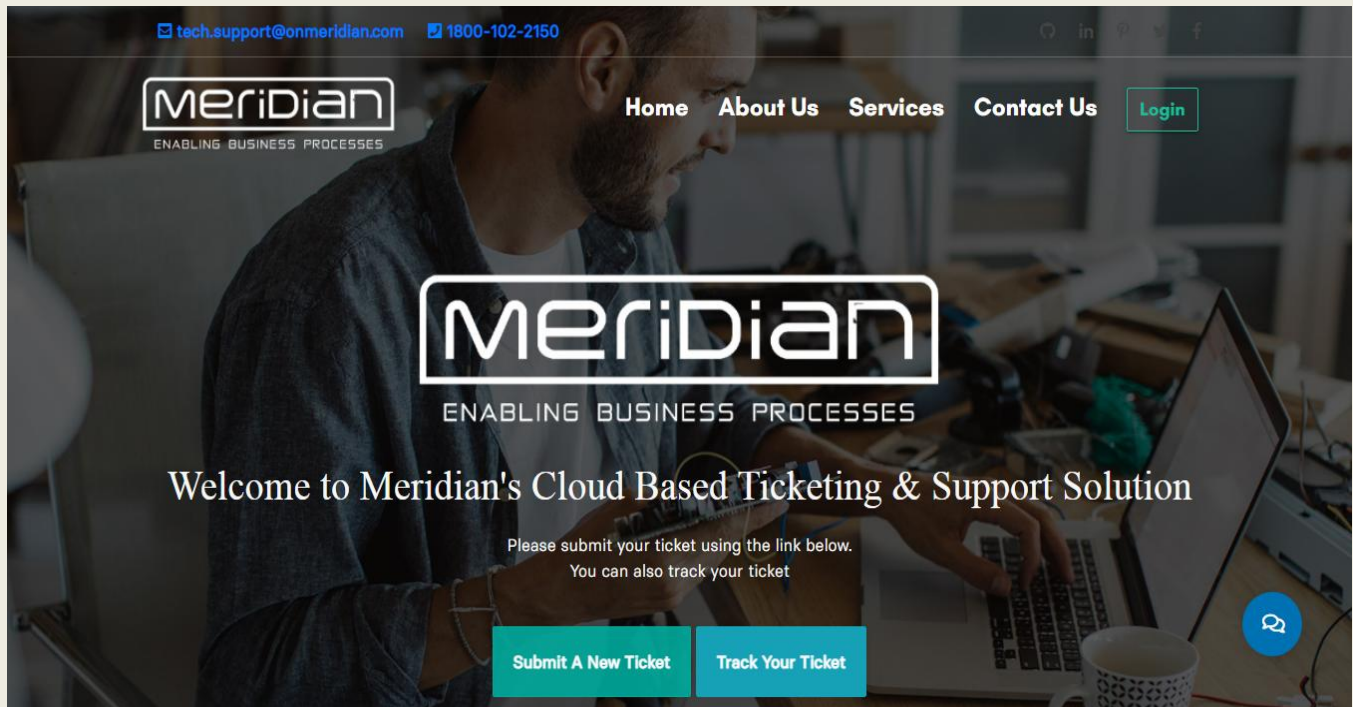 tech.support@onmeridian.com 1800-102-2150
MeriDian
ENABLING BUSINESS PROCESSES
Home About Us Services Contact Us Login
MeriDian
ENABLING BUSINESS PROCESSES
Welcome to Meridian's Cloud Based Ticketing & Support Solution
Please submit your ticket using the link below.
You can also track your ticket
Submit A New Ticket Track Your Ticket